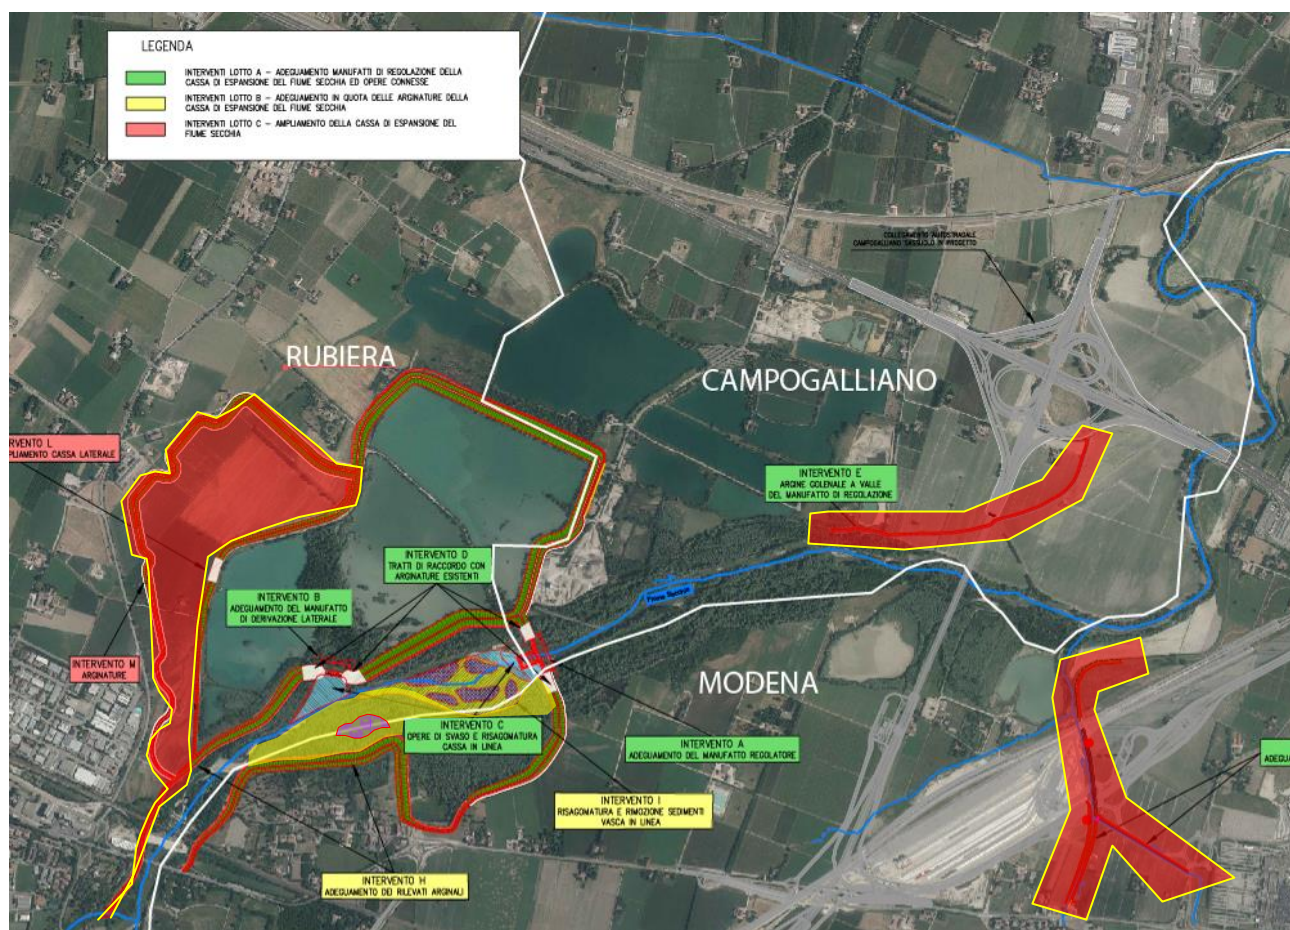 LEGENDA
INTERVENTI LOTTO A – ADEGUAMENTO MANUFATTI DI REGOLAZIONE DELLA
CASSA DI ESPANSIONE DEL FIUME SECCHIA ED OPERE CONNESSE
INTERVENTI LOTTO B – ADEGUAMENTO IN QUOTA DELLE ARGINATURE DELLA
CASSA DI ESPANSIONE DEL FIUME SECCHIA
INTERVENTI LOTTO C – AMPLIAMENTO DELLA CASSA DI ESPANSIONE DEL
FIUME SECCHIA
COLLEGAMENTO AUTOSTRADALE
CAMPOGALLIANO SASSUOLO IN PROGETTO
RUBIERA
CAMPOGALLIANO
RVENTO L
PLIAMENTO CASSA LATERALE
INTERVENTO E
ARGINE GOLENALE A VALLE
DEL MANUFATTO DI REGOLAZIONE
INTERVENTO D
TRATTI DI RACCORDO CON
ARGINATURE ESISTENTI
INTERVENTO B
ADEGUAMENTO DEL MANUFATTO
DI DERIVAZIONE LATERALE
Fiume Secchia
INTERVENTO M
ARGINATURE
MODENA
INTERVENTO C
OPERE DI SVASO E RISAGOMATURA
CASSA IN LINEA
INTERVENTO A
ADEGUAMENTO DEL MANUFATTO REGOLATORE
ADEGUA
INTERVENTO I
RISAGOMATURA E RIMOZIONE SEDIMENTI
VASCA IN LINEA
INTERVENTO H
ADEGUAMENTO DEI RILEVATI ARGINALI